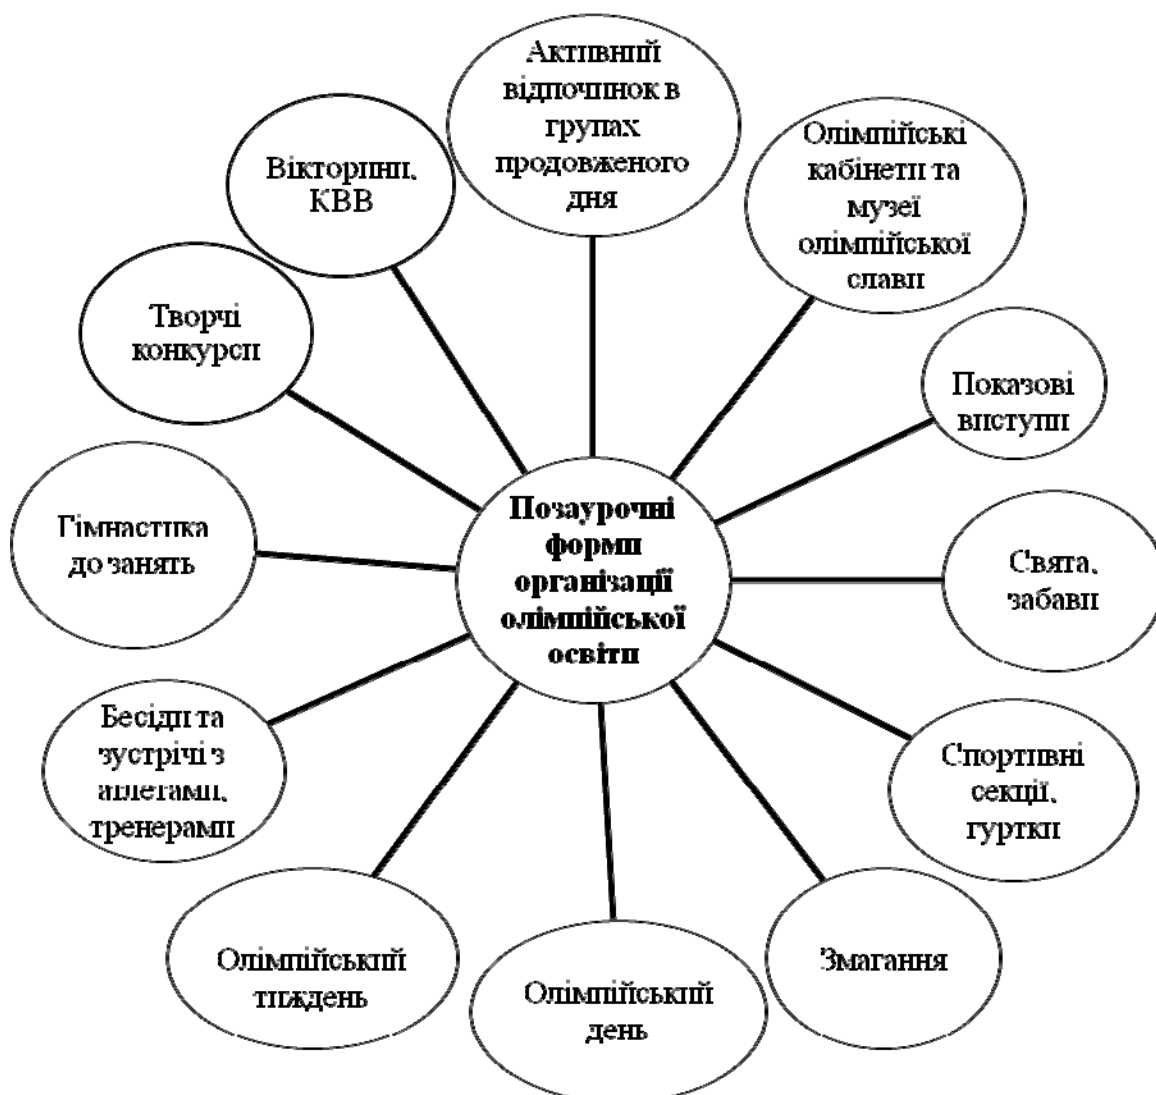 Активний
відпочинок в
групах
продовженого
дня
Олімпійські
кабінети та
музеї
олімпійської
слави
Показові
виступи
Свята,
забави
Спортивні
секції,
гуртки
Змагання
Олімпійський
день
Олімпійський
тиждень
Бесіди та
зустрічі з
атлетами,
тренерами
Гімнастика
до занять
Творчі
конкурси
Вікторини,
КВВ
Позаурочні
форми
організації
олімпійської
освіти